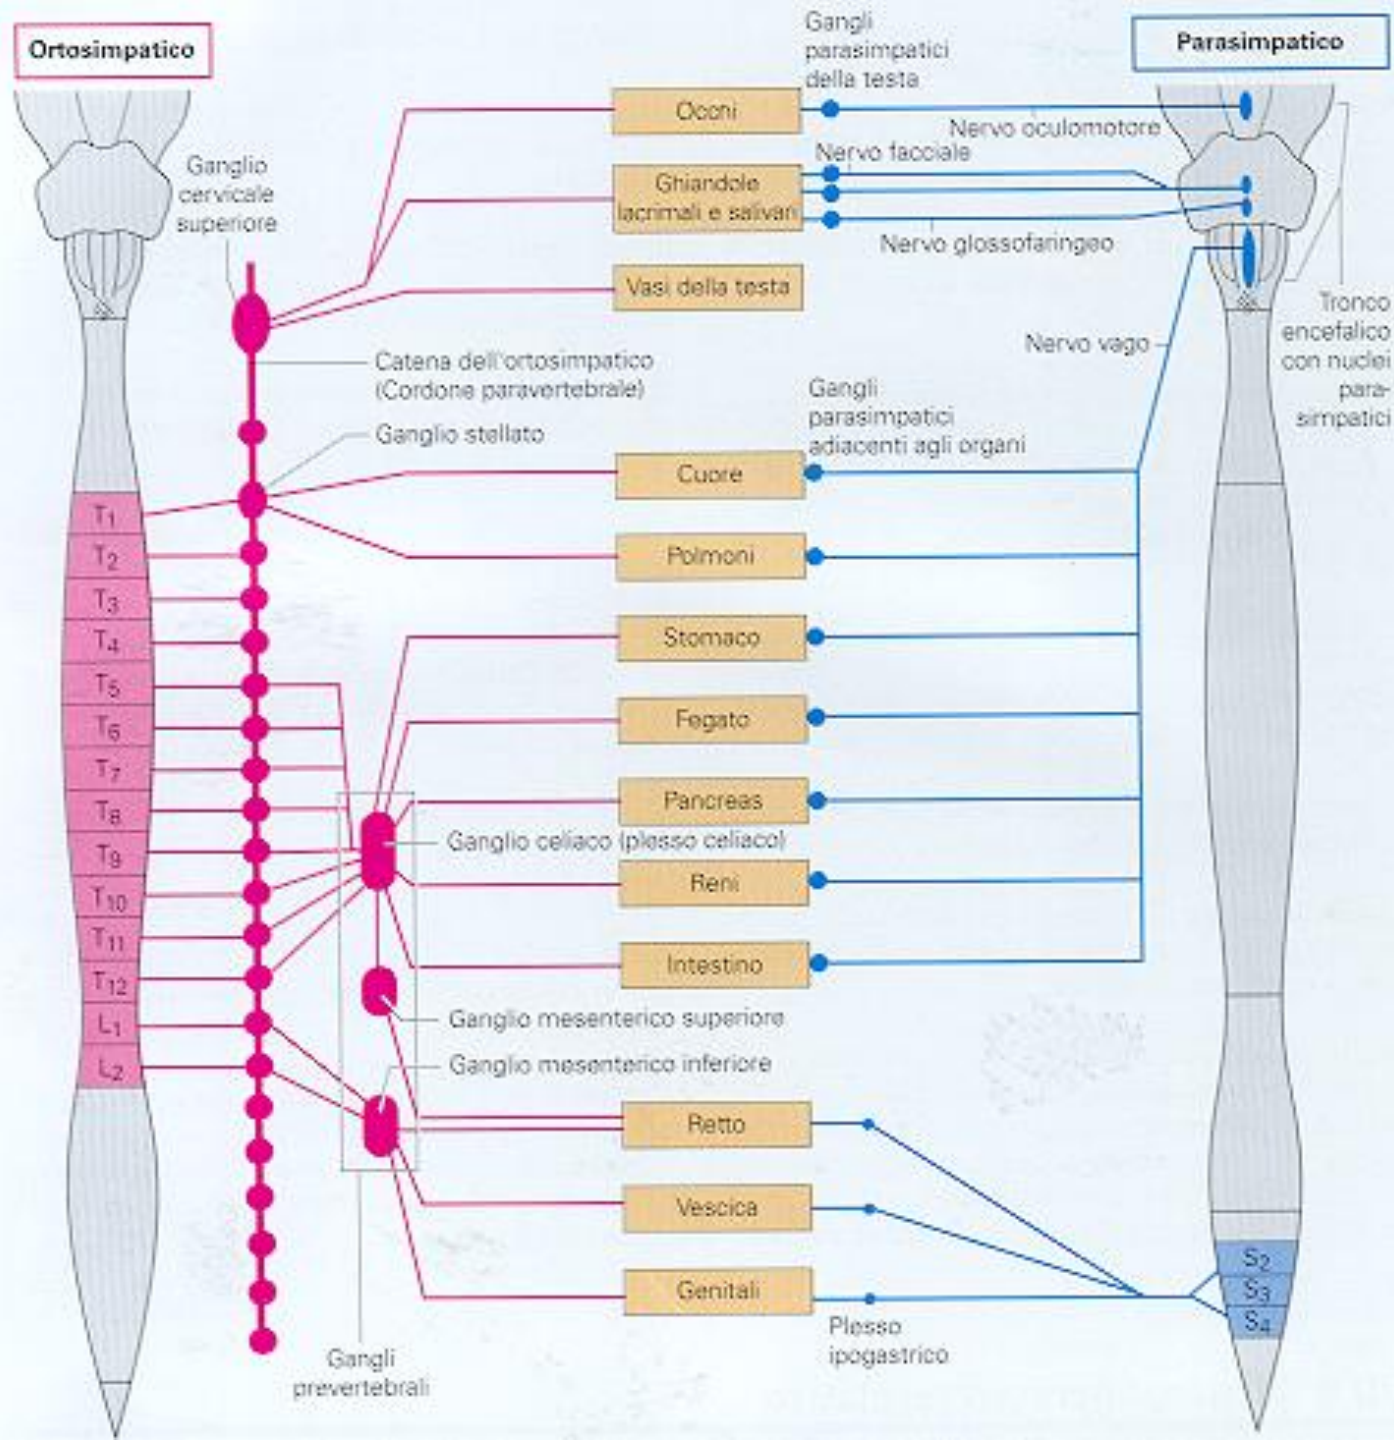 Ortosimpatico
Gangli
parasimpatici
della testa
Parasimpatico
Occhi
Nervo oculomotore
Ganglio
cervicale
superiore
Nervo facciale
Ghiandole
lacrimali e salivari
Nervo glossofaringeo
Vasi della testa
Tronco
encefalico
con nuclei
para-
simpatici
Nervo vago
Catena dell'ortosimpatico
(Cordone paravertebrale)
Gangli
parasimpatici
adiacenti agli organi
Ganglio stellato
Cuore
T1
T2
T3
T4
T5
T6
T7
T8
T9
T10
T11
T12
L1
L2
Polmoni
Stomaco
Fegato
Pancreas
Ganglio celiaco (plesso celiaco)
Reni
Intestino
Ganglio mesenterico superiore
Ganglio mesenterico inferiore
Retto
Vescica
Genitali
S2
S3
S4
Plesso
ipogastrico
Gangli
prevertebrali